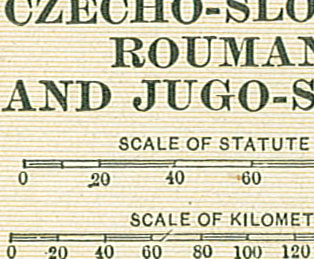 CZECHO-SLO
ROUMAN
AND JUGO-S
SCALE OF STATUTE
0 20 40 60
SCALE OF KILOMET
0 20 40 60 80 100 120